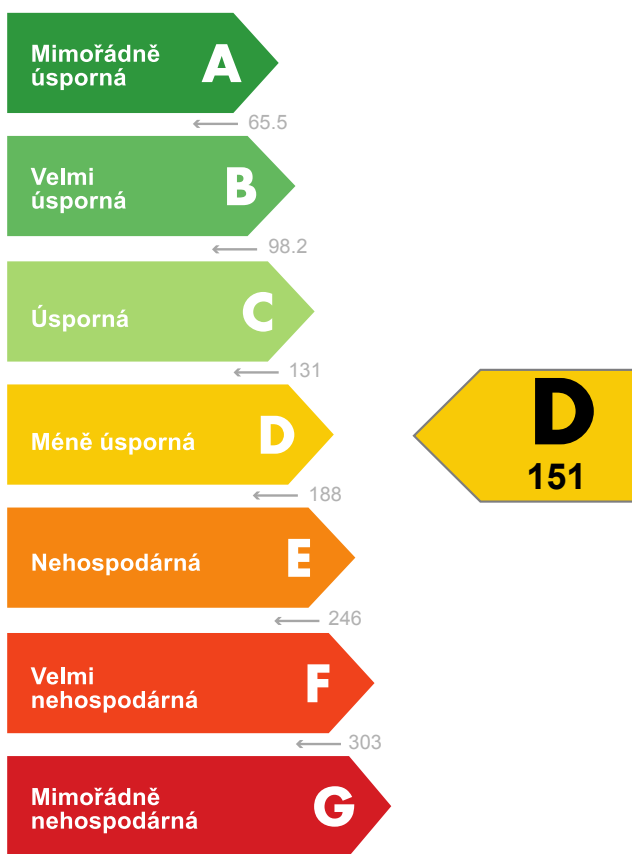 Mimořádně
úsporná
A
← 65.5
Velmi
úsporná
B
← 98.2
Úsporná
C
← 131
Méně úsporná
D
← 188
D
151
Nehospodárná
E
← 246
Velmi
nehospodárná
F
← 303
Mimořádně
nehospodárná
G